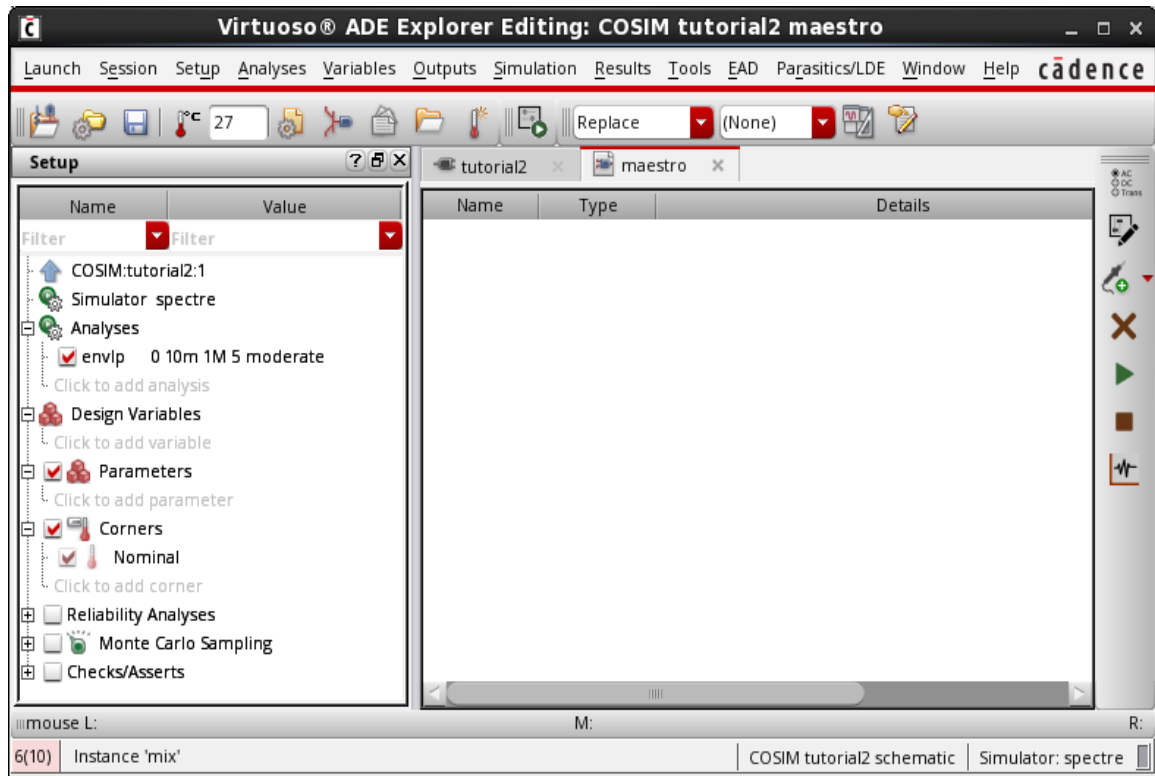 Virtuoso® ADE Explorer Editing: COSIM tutorial2 maestro
Launch Session Setup Analyses Variables Outputs Simulation Results Tools EAD Parasitics/LDE Window Help cādence
°C 27 Replace (None)
Setup
tutorial2 maestro
AC
DC
Trans
Name Value
Name Type Details
Filter Filter
COSIM:tutorial2:1
Simulator spectre
Analyses
envlp 0 10m 1M 5 moderate
Click to add analysis
Design Variables
Click to add variable
Parameters
Click to add parameter
Corners
Nominal
Click to add corner
Reliability Analyses
Monte Carlo Sampling
Checks/Asserts
mouse L: M: R:
6(10) Instance 'mix' COSIM tutorial2 schematic Simulator: spectre